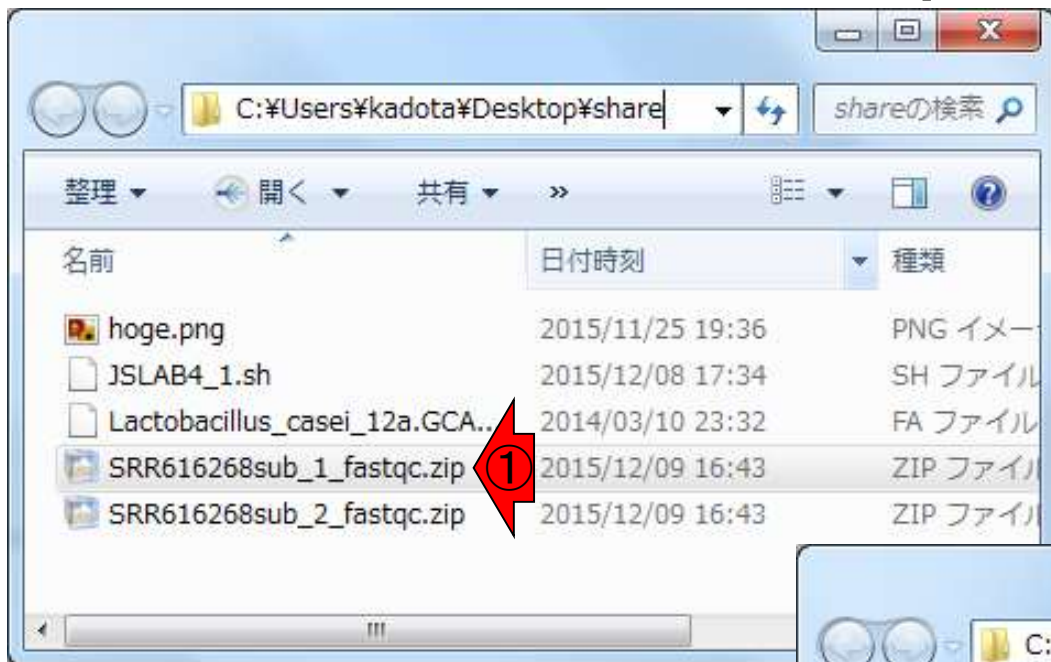 C:¥Users¥kadota¥Desktop¥share
shareの検索
整理 開く 共有 »
名前 日付時刻 種類
hoge.png 2015/11/25 19:36 PNG イメー
JSLAB4_1.sh 2015/12/08 17:34 SH ファイル
Lactobacillus_casei_12a.GCA... 2014/03/10 23:32 FA ファイル
SRR616268sub_1_fastqc.zip ① 2015/12/09 16:43 ZIP ファイル
SRR616268sub_2_fastqc.zip 2015/12/09 16:43 ZIP ファイル
C: